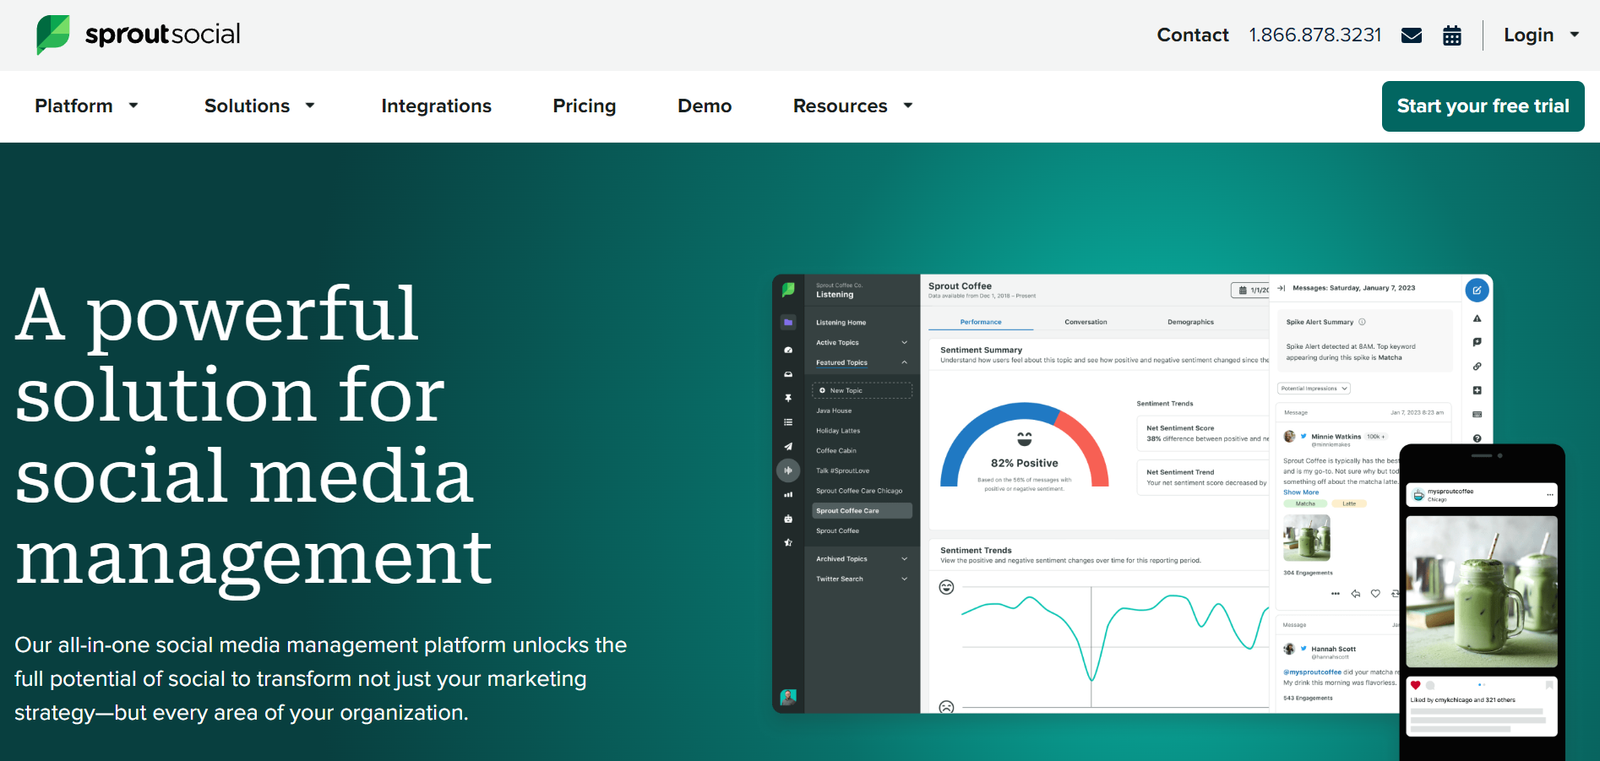 sproutsocial
Contact 1.866.878.3231 Login
Platform Solutions Integrations Pricing Demo Resources Start your free trial
A powerful
solution for
social media
management
Our all-in-one social media management platform unlocks the
full potential of social to transform not just your marketing
strategy—but every area of your organization.
Sprout Coffee Co.
Listening
Listening Home
Active Topics
Featured Topics
New Topic
Java House
Holiday Lattes
Coffee Cabin
Talk #SproutLove
Sprout Coffee Care Chicago
Sprout Coffee Care
Sprout Coffee
Archived Topics
Twitter Search
Sprout Coffee
Data available from Dec 1, 2018 – Present
1/1/20
Performance Conversation Demographics
Sentiment Summary
Understand how users feel about this topic and see how positive and negative sentiment changed since the
82% Positive
Based on the 56% of messages with
positive or negative sentiment.
Sentiment Trends
Net Sentiment Score
38% difference between positive and ne
Net Sentiment Trend
Your net sentiment score decreased by
Sentiment Trends
View the positive and negative sentiment changes over time for this reporting period.
Messages: Saturday, January 7, 2023
Spike Alert Summary
Spike Alert detected at 8AM. Top keyword
appearing during this spike is Matcha
Potential Impressions
Message Jan 7, 2023 8:23 am
Minnie Watkins 100k
@minniemakes
Sprout Coffee is typically has the best
and is my go-to. Not sure why but tod
something off about the matcha latte.
Show More
Matcha Latte
304 Engagements
Message Jan
Hannah Scott
@hannahscott
@mysproutcoffee did your matcha r
My drink this morning was flavorless.
543 Engagements
mysproutcoffee
Chicago
Liked by cmykchicago and 321 others